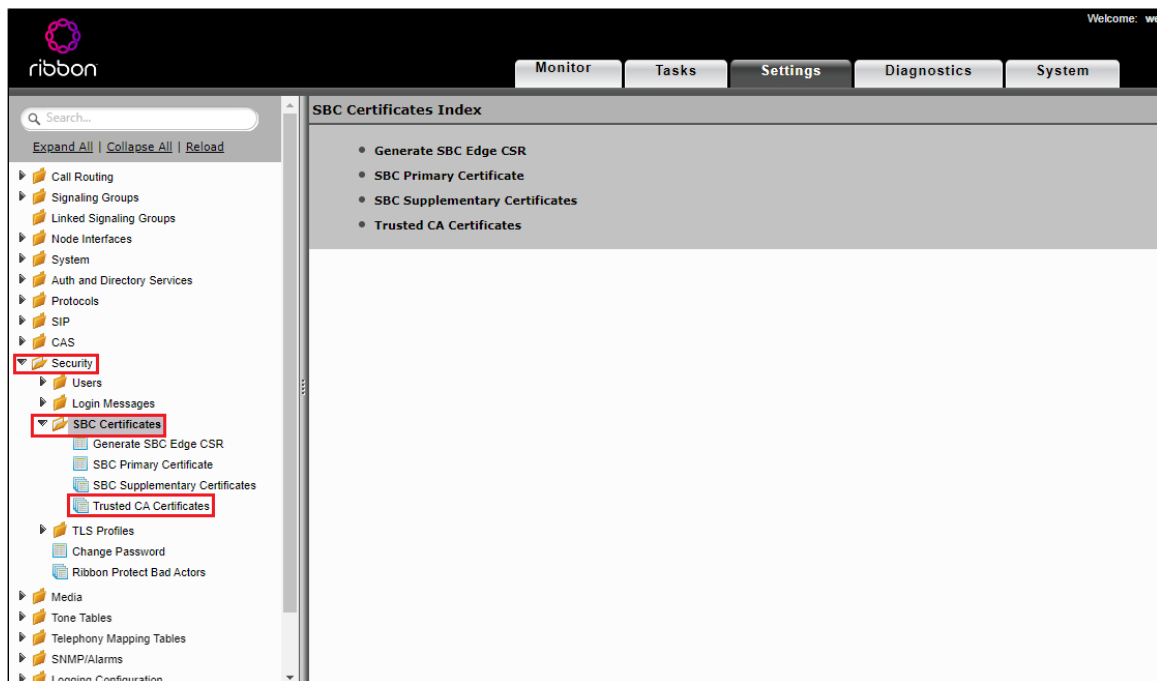 Welcome: we
ribbon
Monitor
Tasks
Settings
Diagnostics
System
Search...
Expand All | Collapse All | Reload
Call Routing
Signaling Groups
Linked Signaling Groups
Node Interfaces
System
Auth and Directory Services
Protocols
SIP
CAS
Security
Users
Login Messages
SBC Certificates
Generate SBC Edge CSR
SBC Primary Certificate
SBC Supplementary Certificates
Trusted CA Certificates
TLS Profiles
Change Password
Ribbon Protect Bad Actors
Media
Tone Tables
Telephony Mapping Tables
SNMP/Alarms
Logging Configuration
SBC Certificates Index
Generate SBC Edge CSR
SBC Primary Certificate
SBC Supplementary Certificates
Trusted CA Certificates